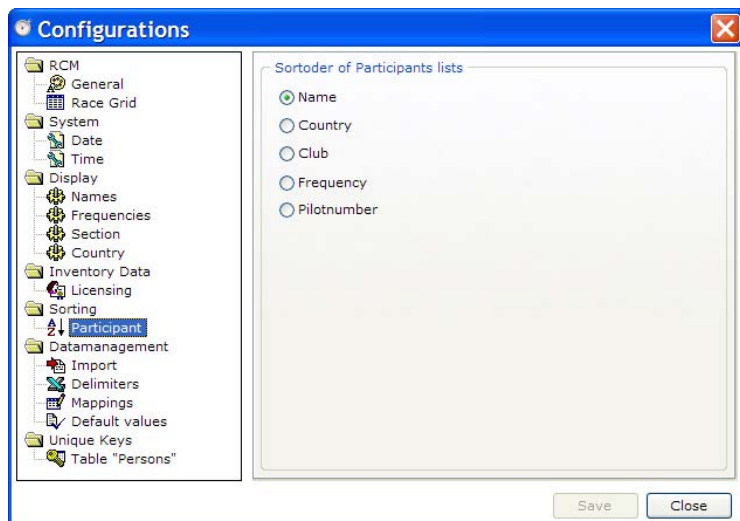 Configurations
RCM
General
Race Grid
System
Date
Time
Display
Names
Frequencies
Section
Country
Inventory Data
Licensing
Sorting
Participant
Datamanagement
Import
Delimiters
Mappings
Default values
Unique Keys
Table "Persons"
Sortoder of Participants lists
Name
Country
Club
Frequency
Pilotnumber
Save
Close